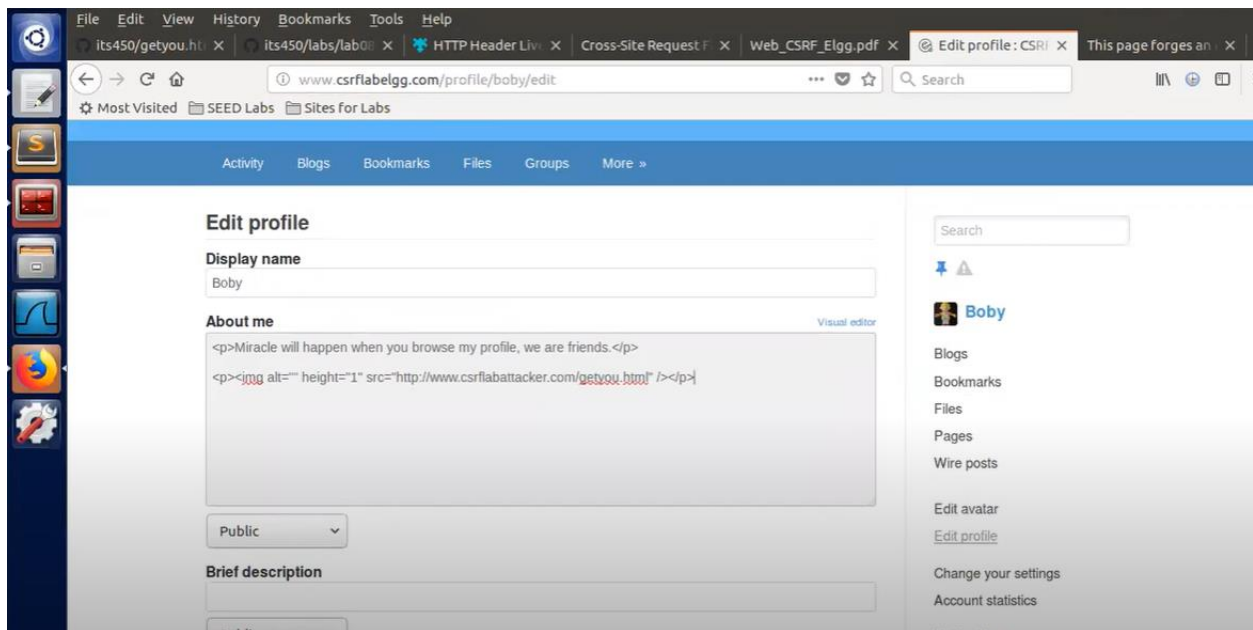 File Edit View History Bookmarks Tools Help
its450/getyou.ht × its450/labs/lab08 × HTTP Header Liv × Cross-Site Request F × Web_CSRF_Elgg.pdf × Edit profile : CSRF × This page forges an ×
www.csrflabelgg.com/profile/boby/edit Search
Most Visited SEED Labs Sites for Labs
Activity Blogs Bookmarks Files Groups More »
Edit profile
Search
Display name
Boby
About me Visual editor
Boby
<p>Miracle will happen when you browse my profile, we are friends.</p>
<p><img alt="" height="1" src="http://www.csrflabattacker.com/getyou.html" /></p>
Public
Brief description
Blogs
Bookmarks
Files
Pages
Wire posts
Edit avatar
Edit profile
Change your settings
Account statistics